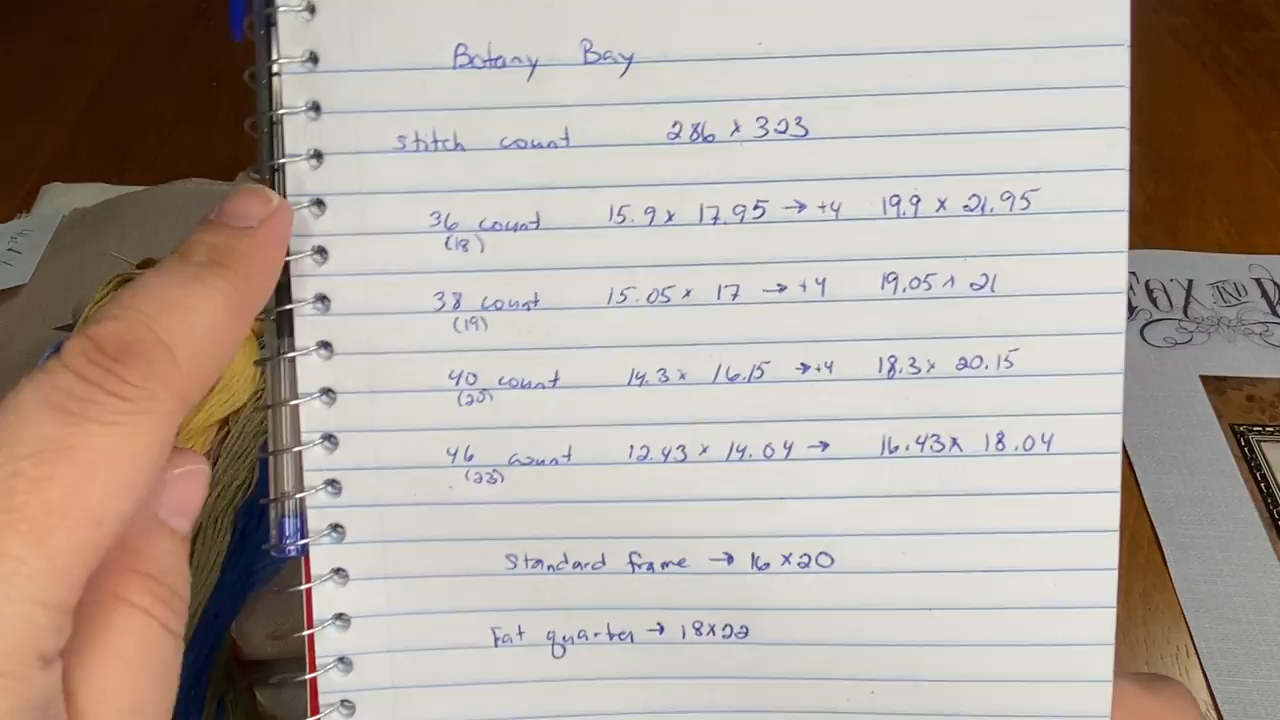 Botany Bay
stitch count 286 x 323
36 count 15.9 x 17.95 → +4 19.9 x 21.95
(18)
38 count 15.05 x 17 → +4 19.05 x 21
(19)
40 count 14.3 x 16.15 → +4 18.3 x 20.15
(20)
46 count 12.43 x 14.04 → 16.43 x 18.04
(23)
Standard frame → 16 x 20
Fat quarter → 18 x 22
FOX AND